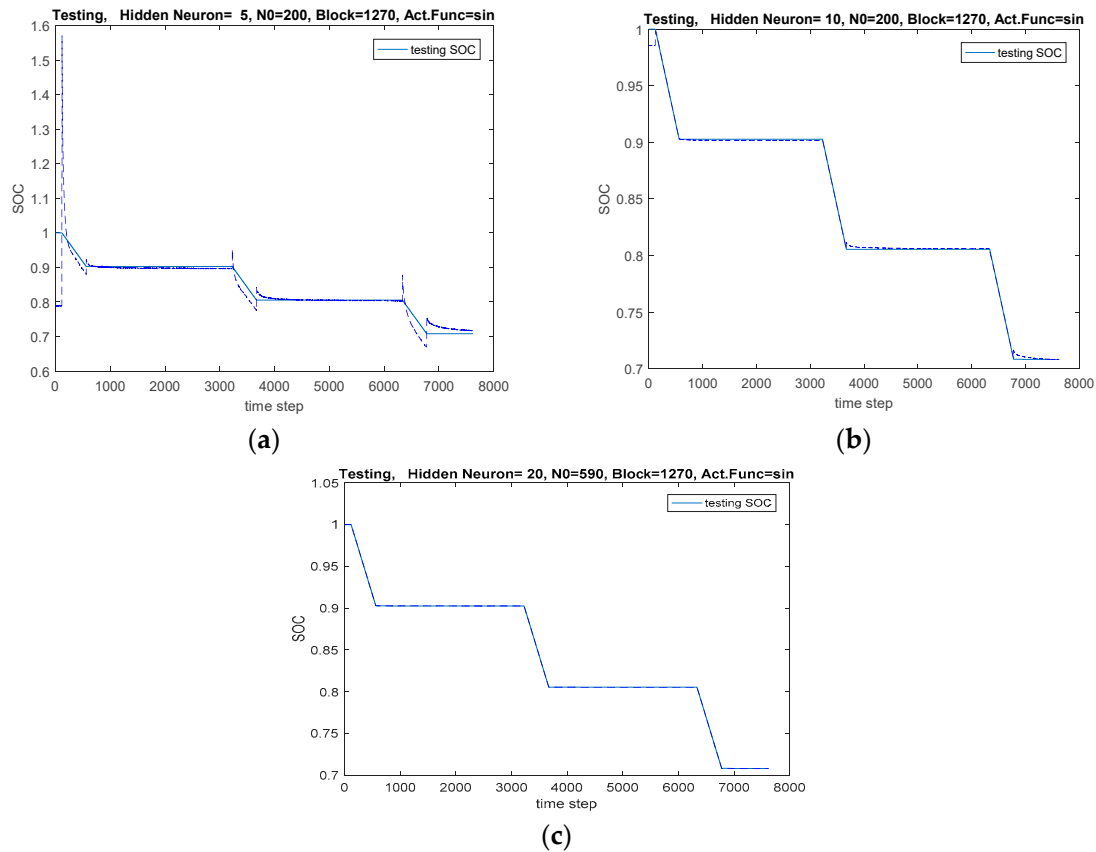 Testing,   Hidden Neuron=  5, N0=200, Block=1270, Act.Func=sin
testing SOC
1.6
1.5
1.4
1.3
1.2
1.1
1
0.9
0.8
0.7
0.6
SOC
0 1000 2000 3000 4000 5000 6000 7000 8000
time step
(a)
Testing,   Hidden Neuron= 10, N0=200, Block=1270, Act.Func=sin
testing SOC
1
0.95
0.9
0.85
0.8
0.75
0.7
SOC
0 1000 2000 3000 4000 5000 6000 7000 8000
time step
(b)
Testing,   Hidden Neuron= 20, N0=590, Block=1270, Act.Func=sin
testing SOC
1.05
1
0.95
0.9
0.85
0.8
0.75
0.7
SOC
0 1000 2000 3000 4000 5000 6000 7000 8000
time step
(c)